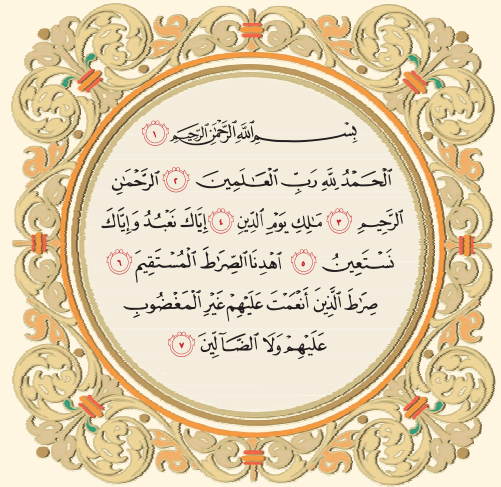 بِسْمِ ٱللَّهِ ٱلرَّحْمَٰنِ ٱلرَّحِيمِ ١
ٱلْحَمْدُ لِلَّهِ رَبِّ ٱلْعَٰلَمِينَ ٢ ٱلرَّحْمَٰنِ
ٱلرَّحِيمِ ٣ مَٰلِكِ يَوْمِ ٱلدِّينِ ٤ إِيَّاكَ نَعْبُدُ وَإِيَّاكَ
نَسْتَعِينُ ٥ ٱهْدِنَا ٱلصِّرَٰطَ ٱلْمُسْتَقِيمَ ٦
صِرَٰطَ ٱلَّذِينَ أَنْعَمْتَ عَلَيْهِمْ غَيْرِ ٱلْمَغْضُوبِ
عَلَيْهِمْ وَلَا ٱلضَّآلِّينَ ٧